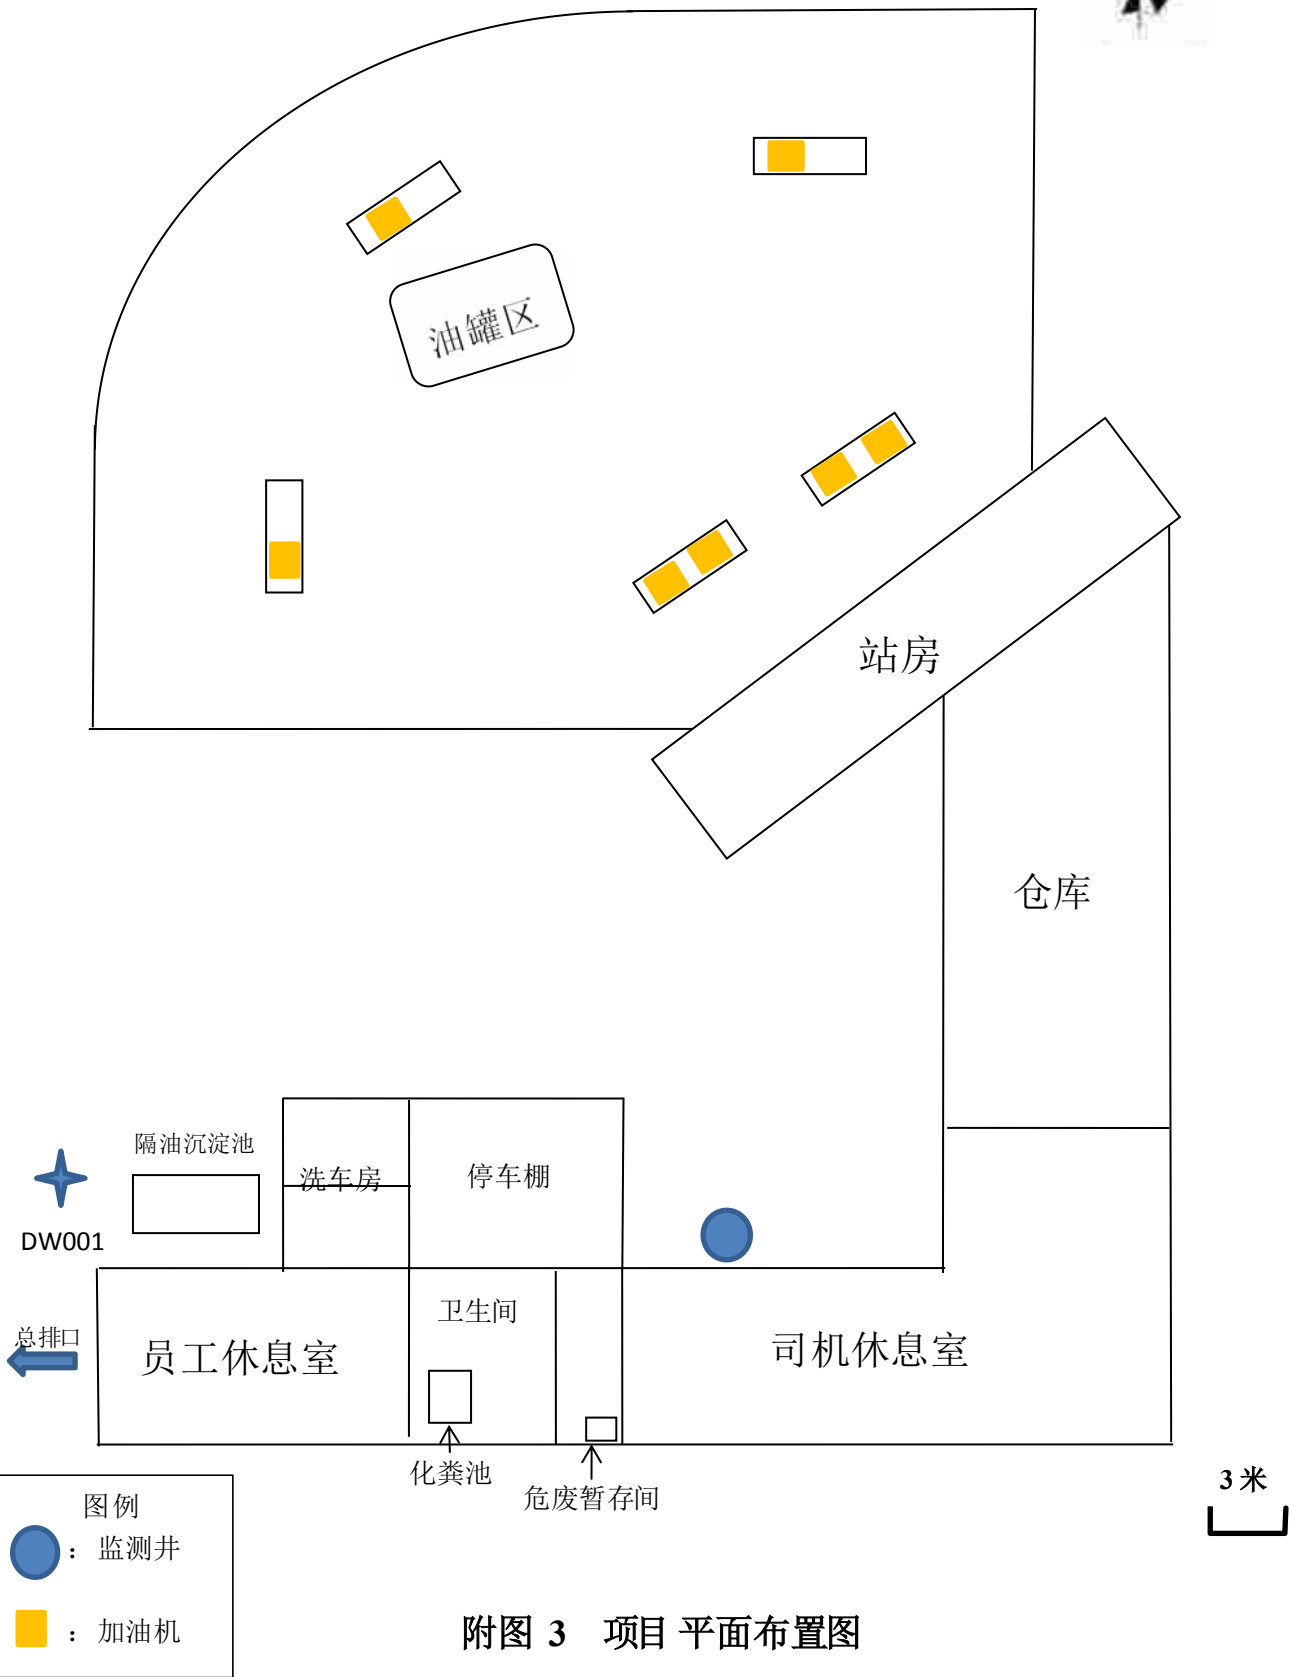 油罐区
站房
仓库
隔油沉淀池
洗车房
停车棚
DW001
卫生间
总排口
员工休息室
司机休息室
化粪池
危废暂存间
3 米
图例
：监测井
：加油机
附图 3 项目 平面布置图